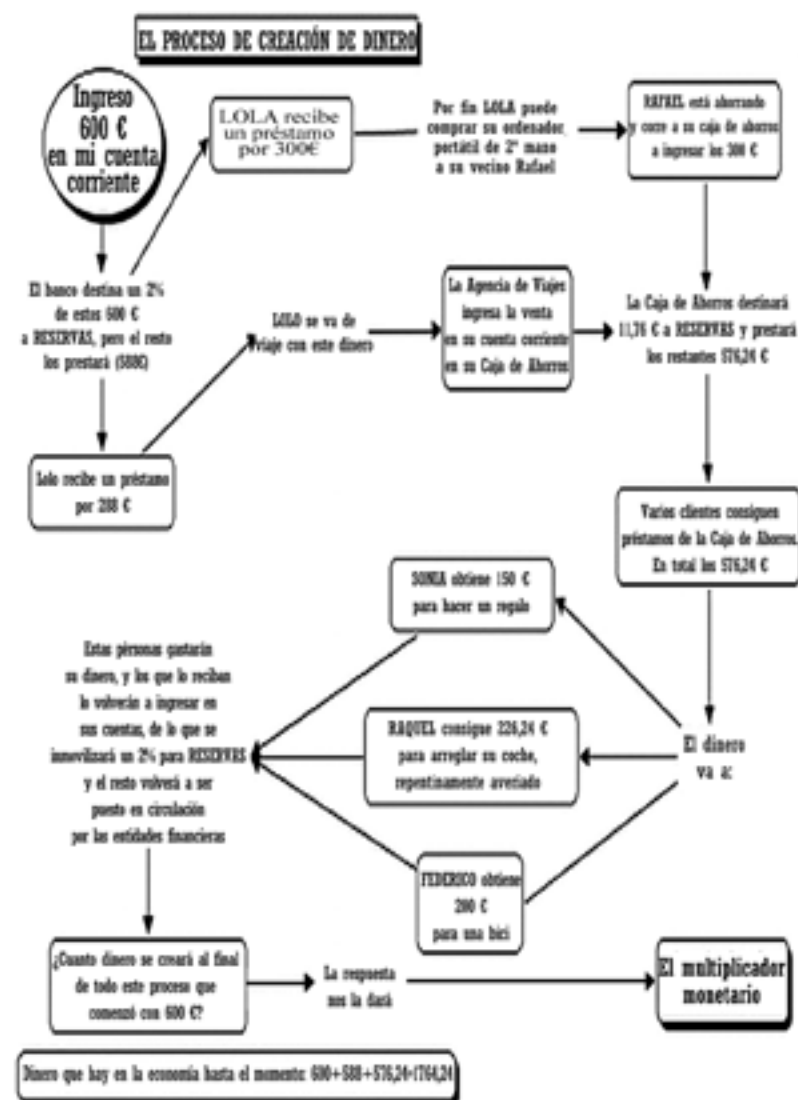 EL PROCESO DE CREACIÓN DE DINERO
Ingreso
600 €
en mi cuenta
corriente
LOLA recibe
un préstamo
por 300€
Por fin LOLA puede
comprar su ordenador,
portátil de 2ª mano
a su vecino Rafael
RAFAEL está ahorrando
y corre a su caja de ahorros
a ingresar los 300 €
El banco destina un 2%
de estos 600 €
a RESERVAS, pero el resto
los prestará (588€)
LOLO se va de
viaje con este dinero
La Agencia de Viajes
ingresa la venta
en su cuenta corriente
en su Caja de Ahorros
La Caja de Ahorros destinará
11,76 € a RESERVAS y prestará
los restantes 576,24 €
Lolo recibe un préstamo
por 288 €
Varios clientes consiguen
préstamos de la Caja de Ahorros.
En total los 576,24 €
SONIA obtiene 150 €
para hacer un regalo
Estas pérsonas gastarán
su dinero, y los que lo reciban
lo volverán a ingresar en
sus cuentas, de lo que se
inmovilizará un 2% para RESERVAS
y el resto volverá a ser
puesto en circulación
por las entidades financieras
RAQUEL consigue 226,24 €
para arreglar su coche,
repentinamente averiado
El dinero
va a:
FEDERICO obtiene
200 €
para una bici
¿Cuanto dinero se creará al final
de todo este proceso que
comenzó con 600 €?
La respuesta
nos la dará
El multiplicador
monetario
Dinero que hay en la economía hasta el momento: 600+588+576,24=1764,24